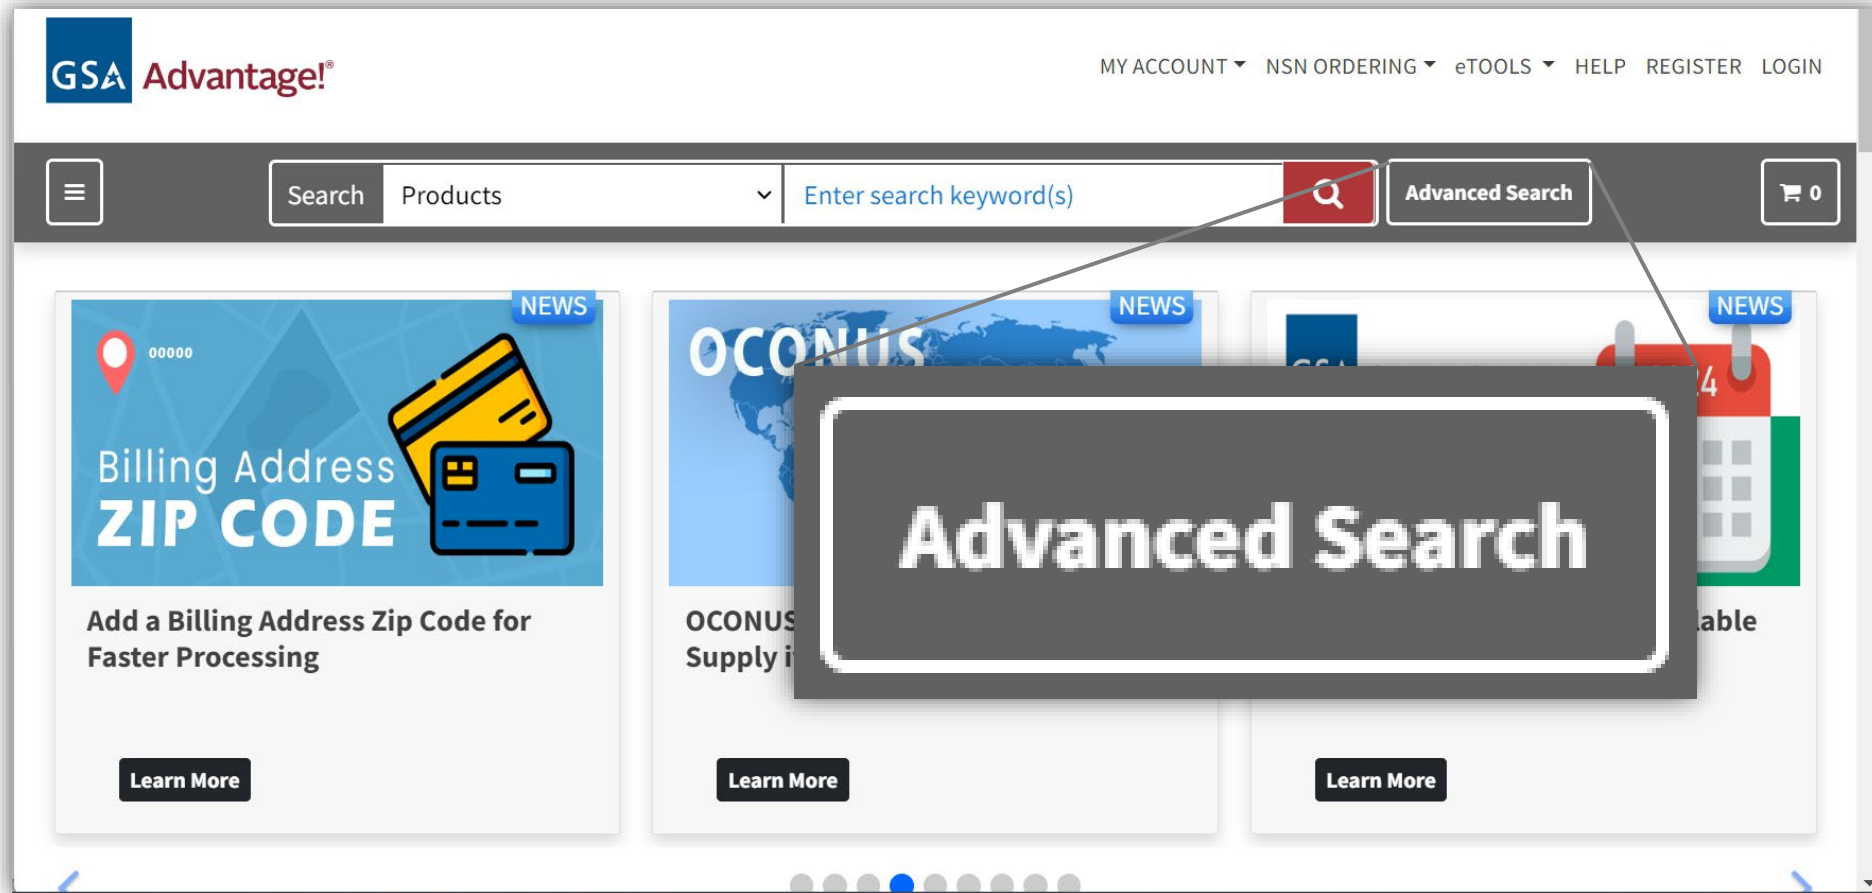 GSA Advantage!®
MY ACCOUNT NSN ORDERING eTOOLS HELP REGISTER LOGIN
Search Products Enter search keyword(s) Advanced Search 0
NEWS
00000
Billing Address
ZIP CODE
Add a Billing Address Zip Code for
Faster Processing
Learn More
NEWS
OCONUS
OCONUS
Supply
Learn More
NEWS
GSA
Learn More
Advanced Search